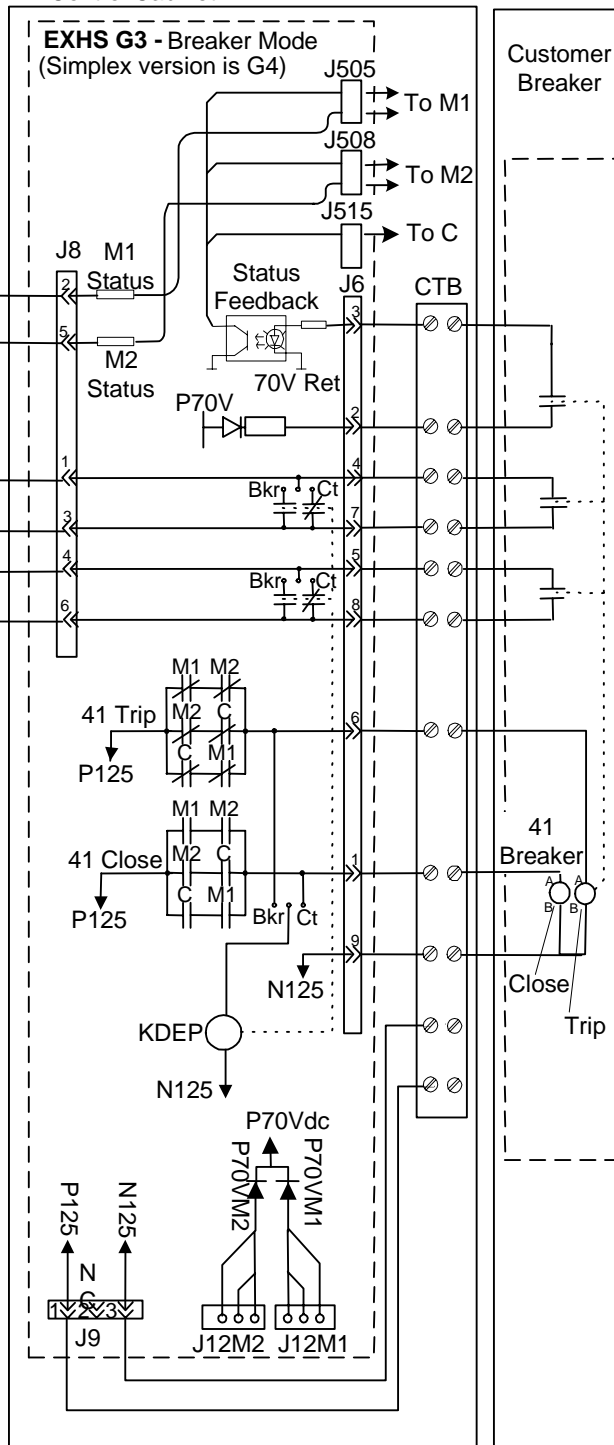 EXHS G3 - Breaker Mode
(Simplex version is G4)
Customer
Breaker
J505
To M1
J508
To M2
J515
To C
J8
M1
Status
Status
Feedback
J6
CTB
2
3
5
M2
Status
70V Ret
P70V
2
1
4
Bkr
Ct
3
7
4
5
Bkr
Ct
6
8
M1 M2
41 Trip
M2 C
6
C M1
P125
M1 M2
41
Breaker
41 Close
M2 C
1
C M1
A A
B B
P125
Bkr Ct
9
N125
Close
KDEP
Trip
N125
P70Vdc
P70VM2
P70VM1
P125
N125
NC
1 2 3
J9
J12M2
J12M1